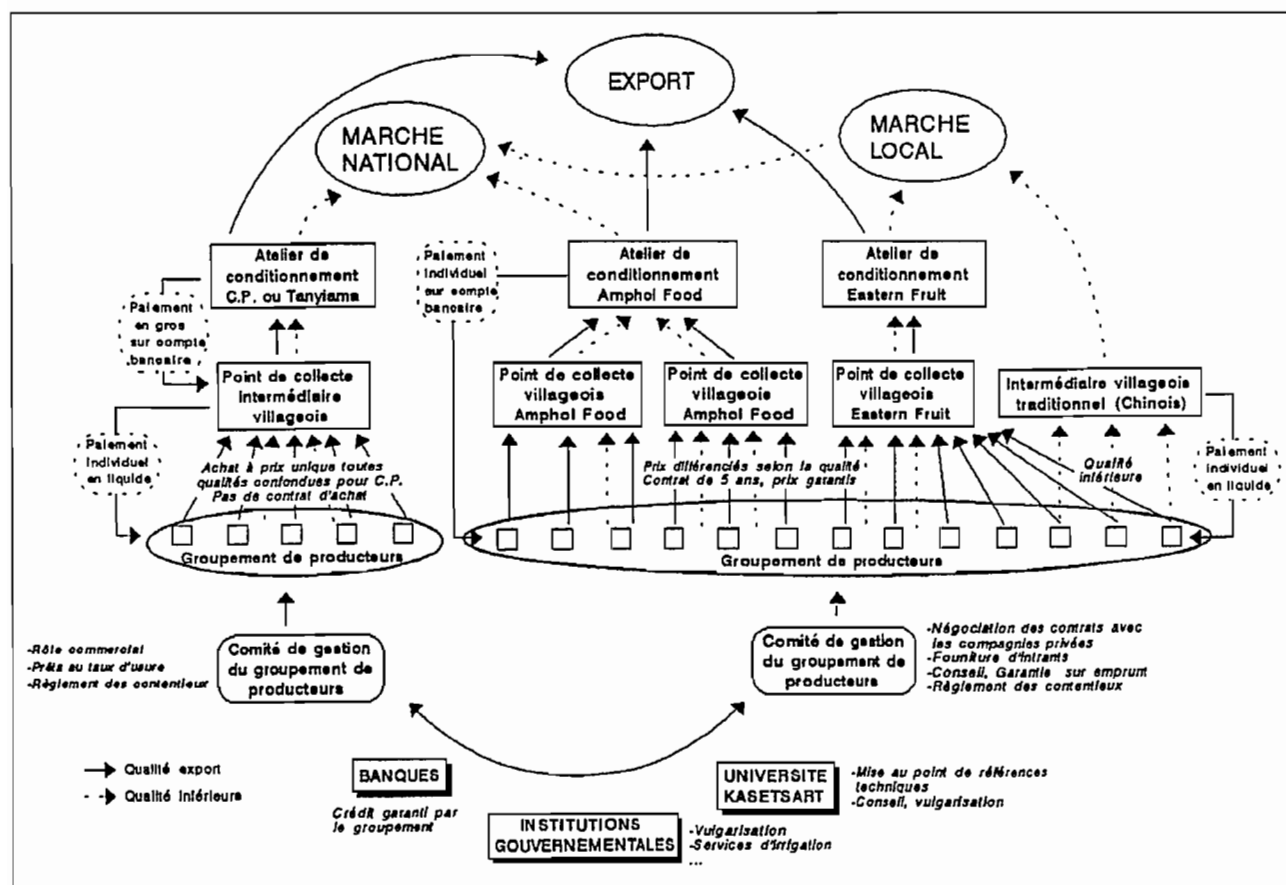 EXPORT
MARCHE
NATIONAL
MARCHE
LOCAL
Atelier de
conditionnement
C.P. ou Tanyiama
Paiement
individuel
sur compte
bancaire
Atelier de
conditionnement
Amphol Food
Atelier de
conditionnement
Eastern Fruit
Paiement
en gros
sur compte
bancaire
Point de collecte
Intermédiaire
villageois
Point de collecte
villageois
Amphol Food
Point de collecte
villageois
Amphol Food
Point de collecte
villageois
Eastern Fruit
Intermédiaire villageois
traditionnel (Chinois)
Paiement
individuel
en liquide
Achat à prix unique toutes
qualités confondues pour C.P.
Pas de contrat d'achat
Prix différenciés selon la qualité
Contrat de 5 ans, prix garantis
Qualité
inférieure
Paiement
individuel
en liquide
Groupement de producteurs
Groupement de producteurs
-Rôle commercial
-Prêts au taux d'usure
-Règlement des contentieux
Comité de gestion
du groupement de
producteurs
Comité de gestion
du groupement de
producteurs
-Négociation des contrats avec
les compagnies privées
-Founiture d'intrants
-Conseil, Garantie sur emprunt
-Règlement des contentieux
Qualité export
Qualité inférieure
BANQUES
Crédit garanti par
le groupement
INSTITUTIONS
GOUVERNEMENTALES
-Vulgarisation
-Services d'irrigation
...
UNIVERSITE
KASETSART
-Mise au point de références
techniques
-Conseil, vulgarisation